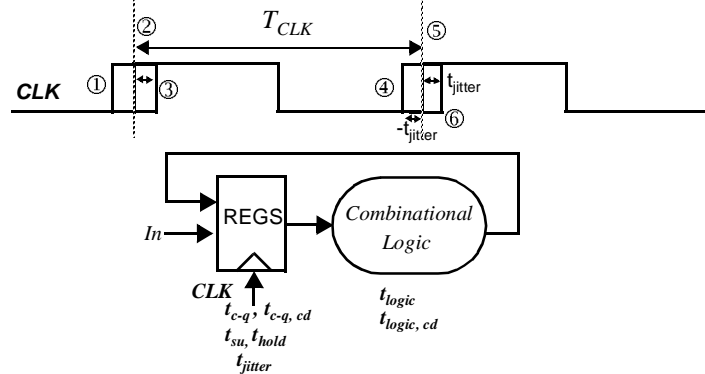 ② T_CLK ⑤
CLK ① ③ ④ t_jitter
-t_jitter ⑥
REGS
In
Combinational
Logic
CLK
t_c-q, t_c-q, cd
t_su, t_hold
t_jitter
t_logic
t_logic, cd